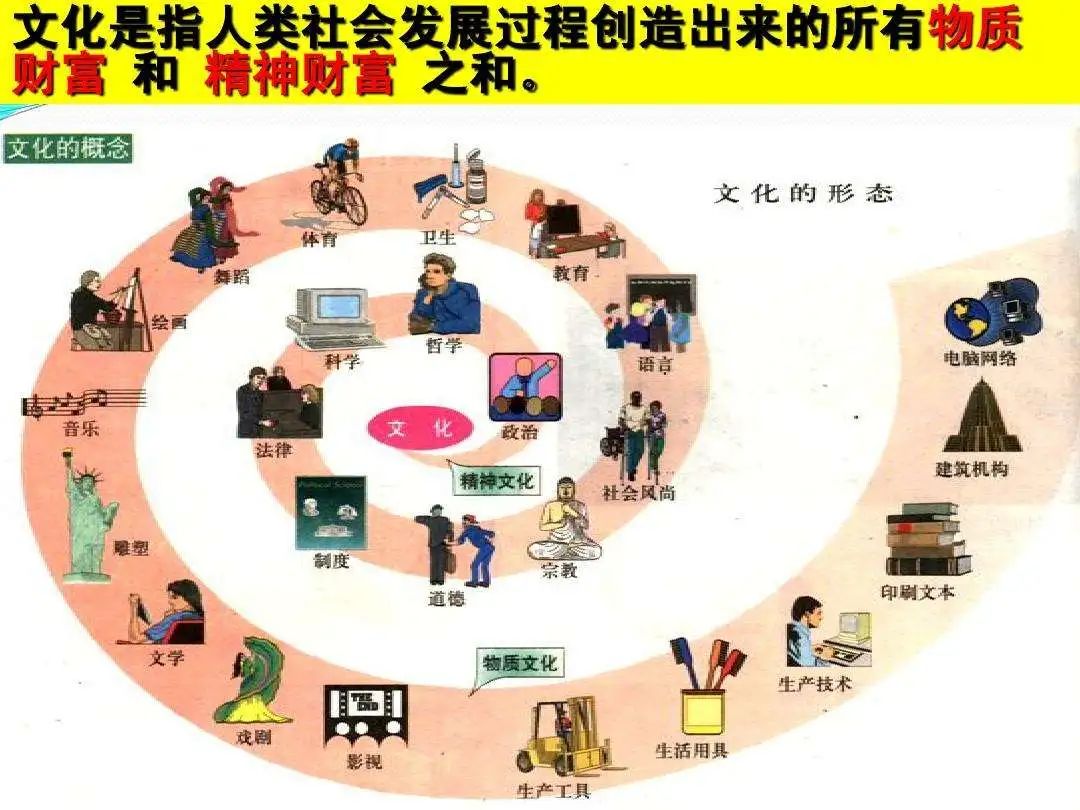 文化是指人类社会发展过程创造出来的所有物质
财富 和 精神财富 之和。
文化的概念
文化的形态
体育
卫生
教育
舞蹈
绘画
科学
哲学
语言
电脑网络
音乐
法律
文 化
政治
建筑机构
精神文化
社会风尚
Political Science
制度
雕塑
道德
宗教
印刷文本
文学
物质文化
生产技术
戏剧
THE
END
影视
生活用具
生产工具